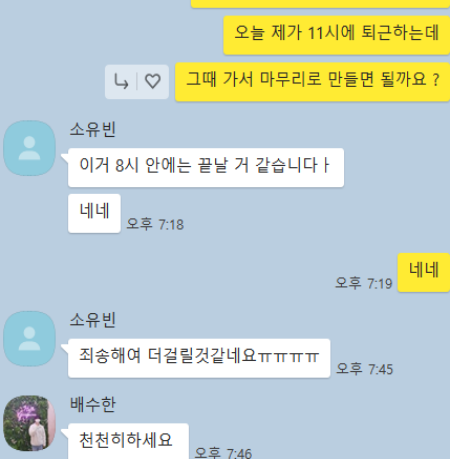 오늘 제가 11시에 퇴근하는데
그때 가서 마무리로 만들면 될까요 ?
소유빈
이거 8시 안에는 끝날 거 같습니다ㅏ
네네
오후 7:18
네네
오후 7:19
소유빈
죄송해여 더걸릴것같네요ㅠㅠㅠㅠ
오후 7:45
배수한
천천히하세요
오후 7:46